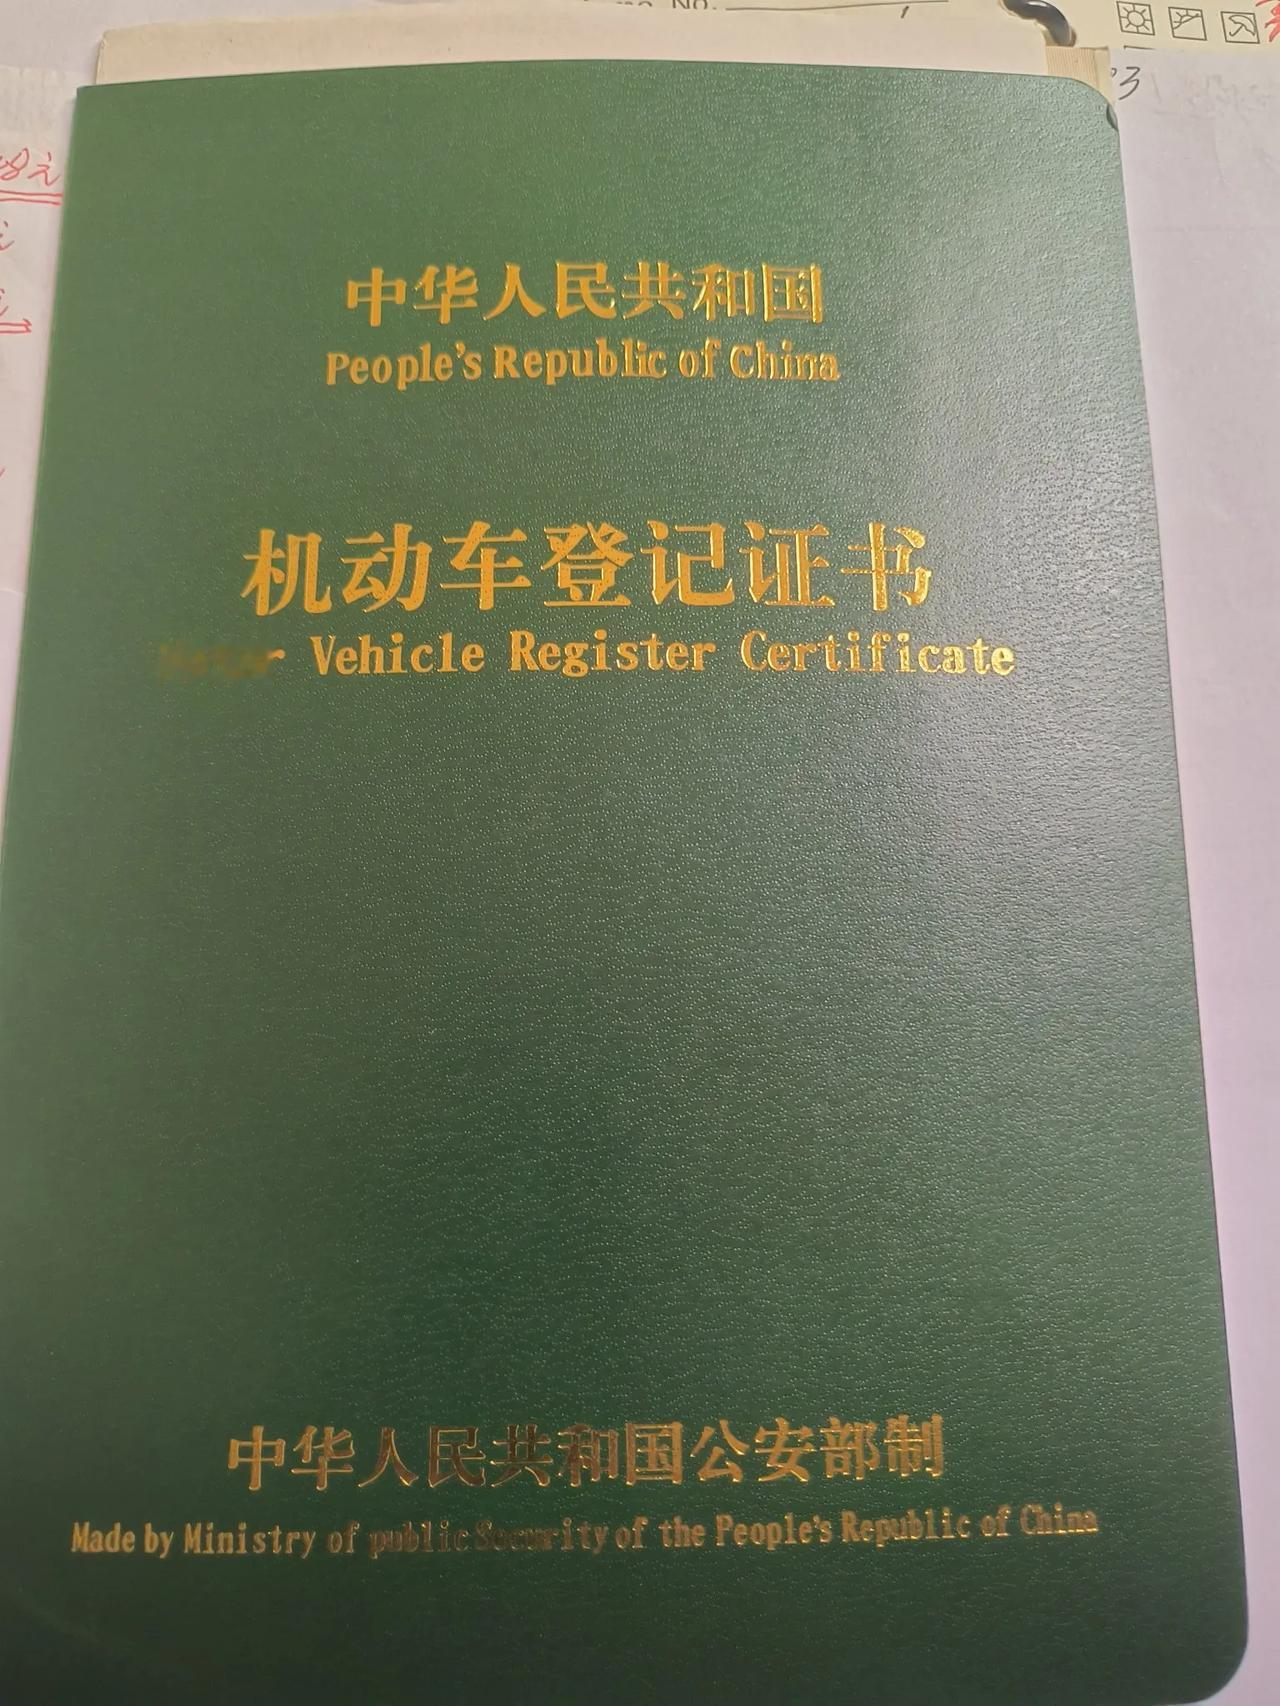 No.
03
中华人民共和国
People's Republic of China
机动车登记证书
Vehicle Register Certificate
中华人民共和国公安部制
Made by Ministry of public Security of the People's Republic of China